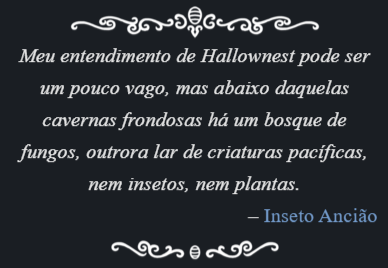 Meu entendimento de Hallownest pode ser
um pouco vago, mas abaixo daquelas
cavernas frondosas há um bosque de
fungos, outrora lar de criaturas pacíficas,
nem insetos, nem plantas.
– Inseto Ancião